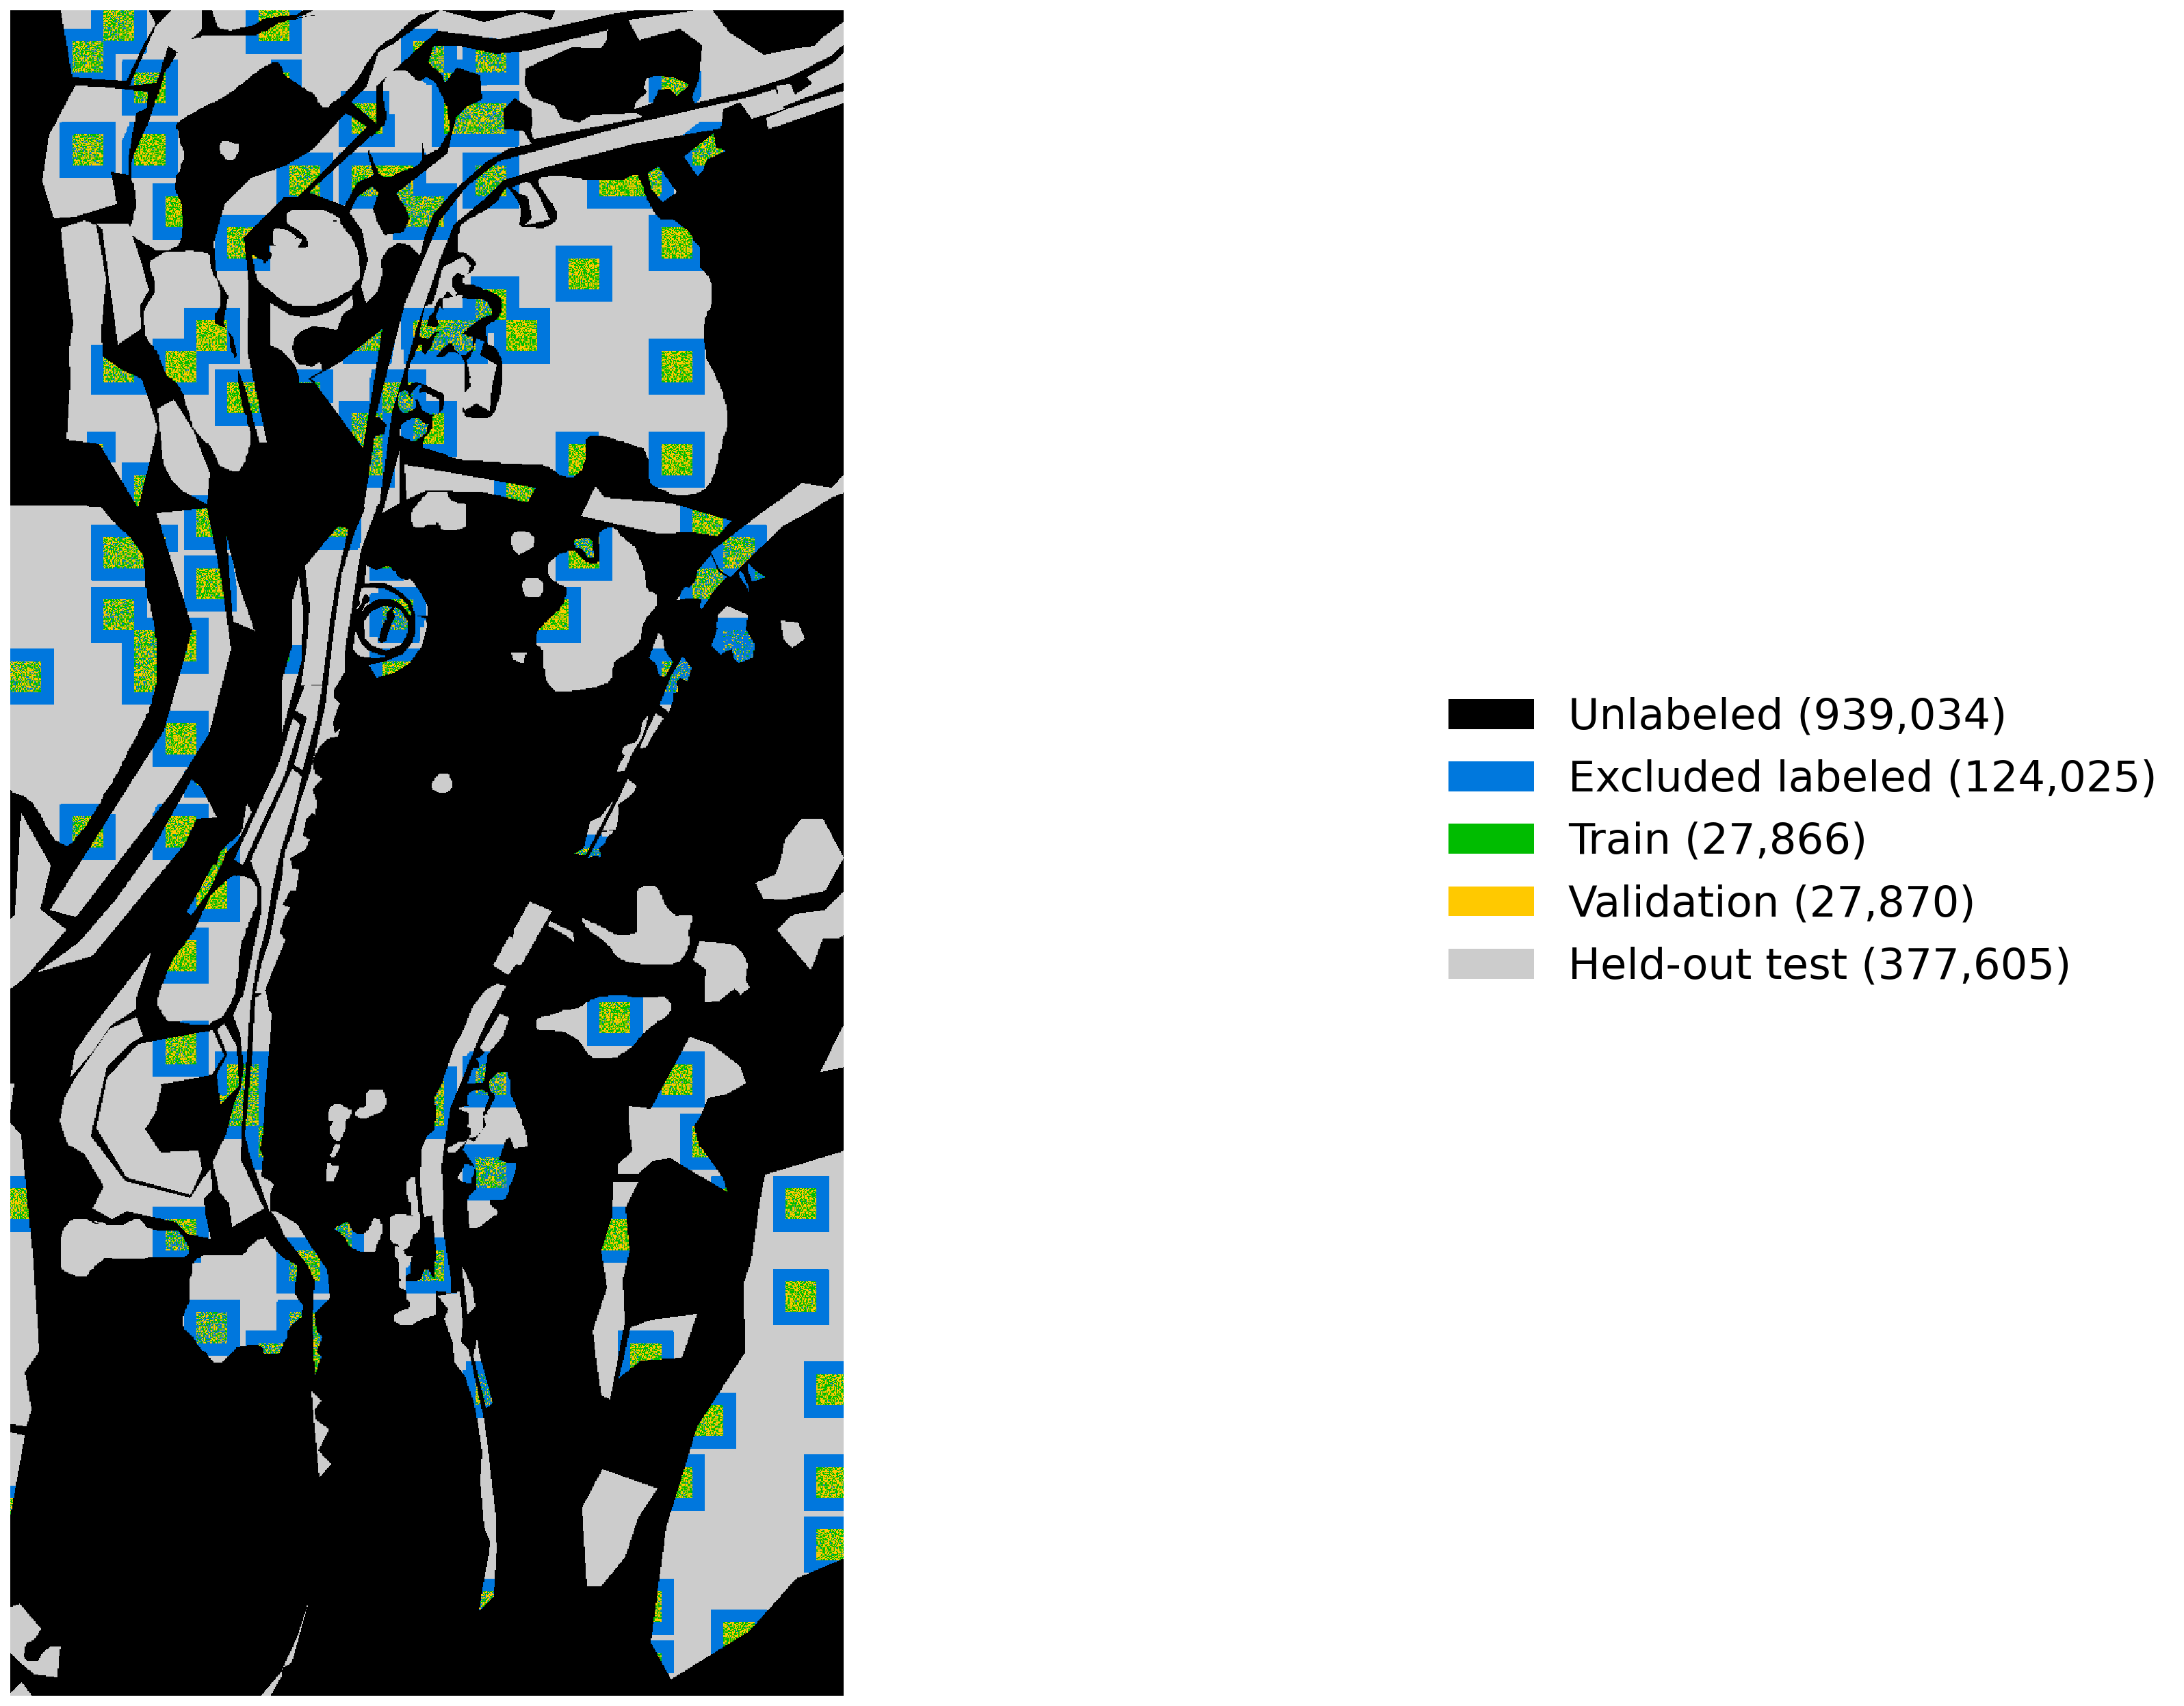 Unlabeled (939,034)
Excluded labeled (124,025)
Train (27,866)
Validation (27,870)
Held-out test (377,605)